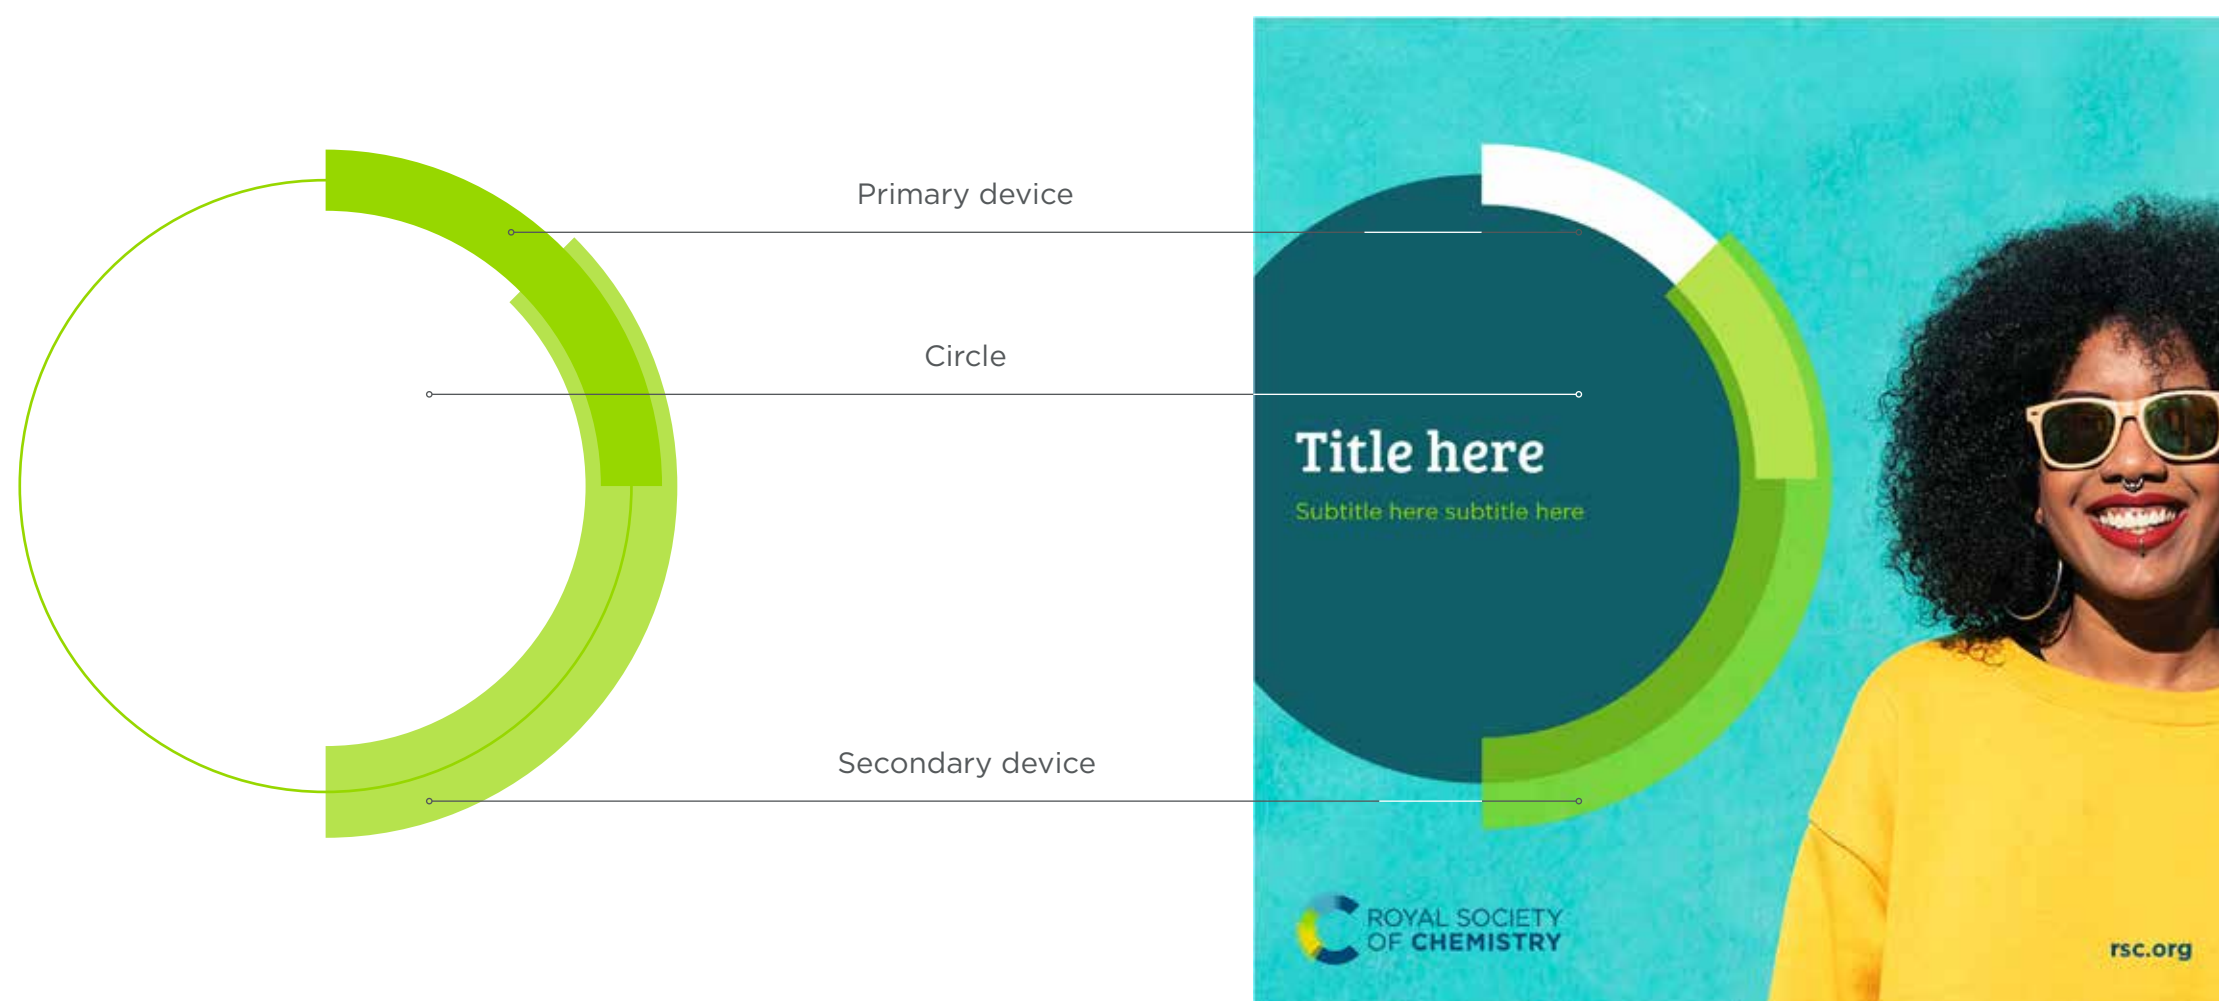 Primary device
Circle
Secondary device
Title here
Subtitle here subtitle here
ROYAL SOCIETY
OF CHEMISTRY
rsc.org